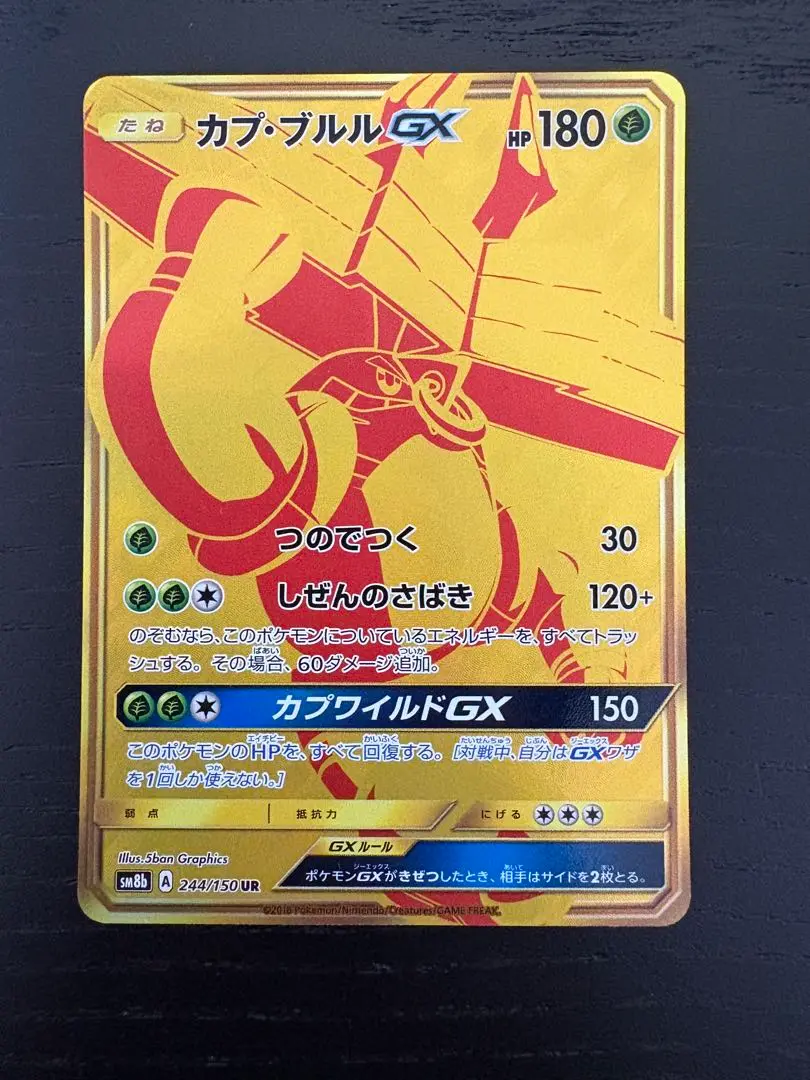 たね カプ・ブルルGX HP 180
つのでつく 30
しぜんのさばき 120+
のぞむなら、このポケモンについているエネルギーを、すべてトラッ
シュする。その場合、60ダメージ追加。
カプワイルドGX 150
このポケモンのHPを、すべて回復する。[対戦中、自分はGXワザ
を1回しか使えない。]
弱点 抵抗力 にげる
GXルール
Illus.5ban Graphics
ポケモンGXがきぜつしたとき、相手はサイドを2枚とる。
SM8b A 244/150 UR
©2018 Pokémon/Nintendo/Creatures/GAME FREAK.